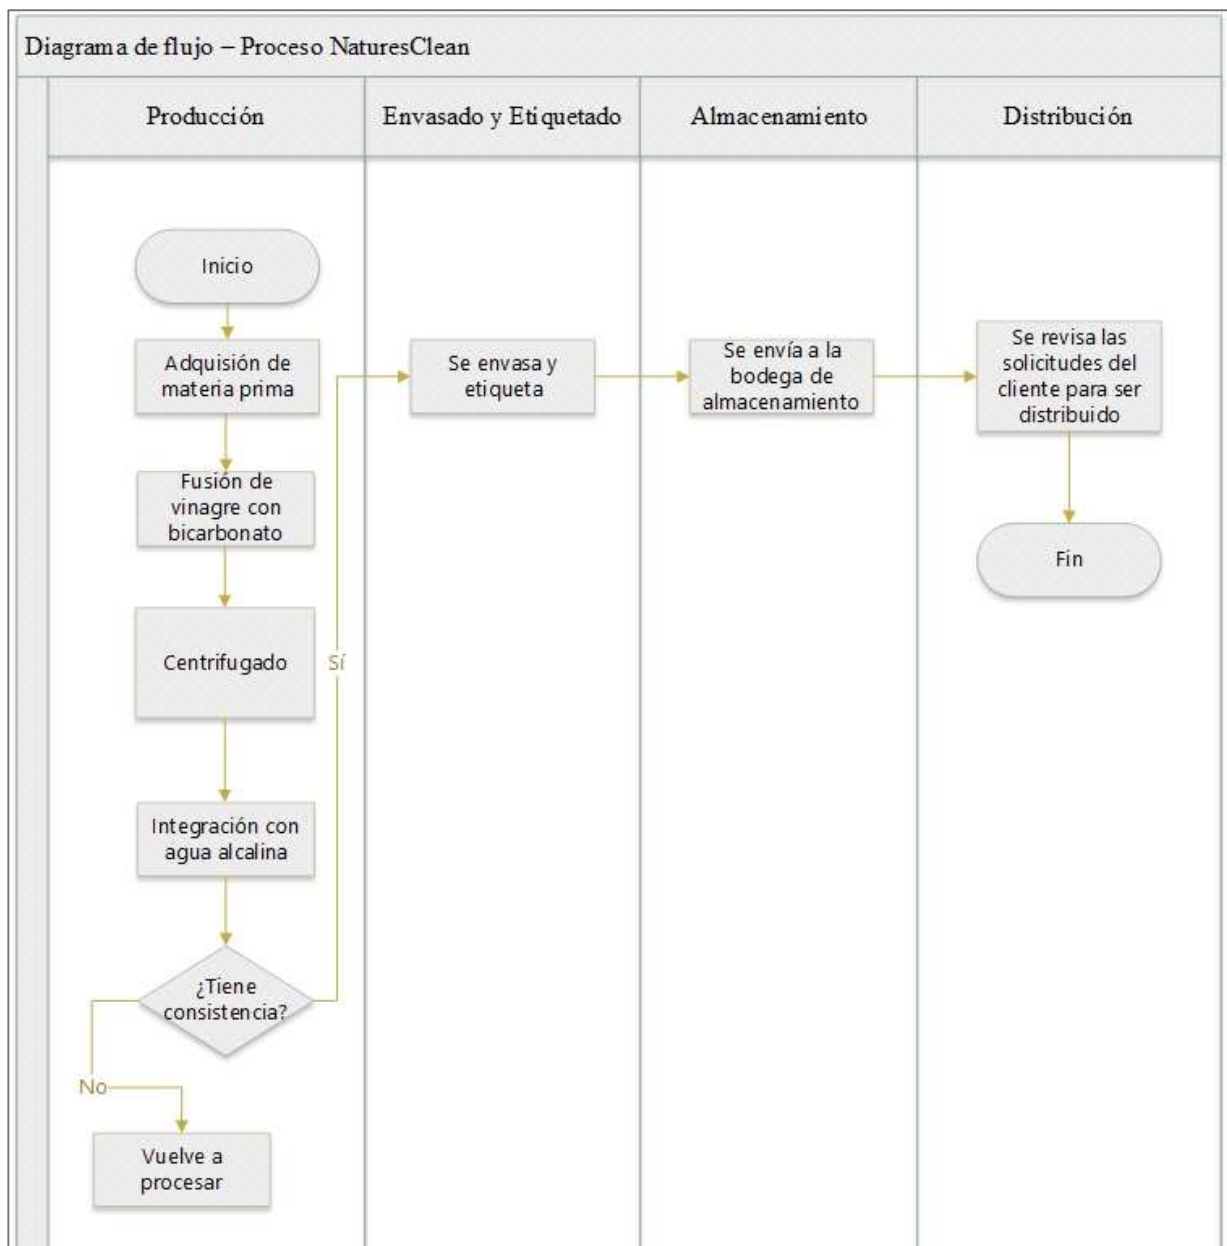 Diagrama de flujo – Proceso NaturesClean
Producción
Envasado y Etiquetado
Almacenamiento
Distribución
Inicio
Adquisión de
materia prima
Fusión de
vinagre con
bicarbonato
Centrifugado
Integración con
agua alcalina
¿Tiene
consistencia?
No
Vuelve a
procesar
Sí
Se envasa y
etiqueta
Se envía a la
bodega de
almacenamiento
Se revisa las
solicitudes del
cliente para ser
distribuido
Fin